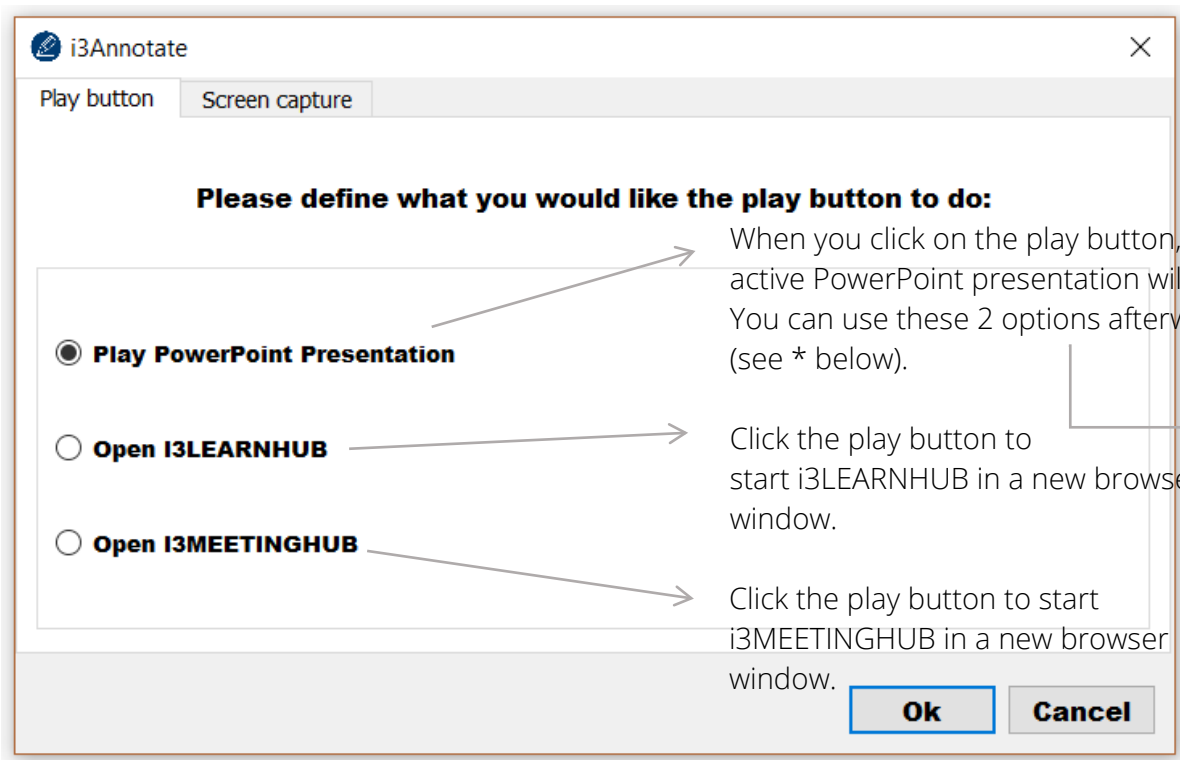 i3Annotate
Play button
Screen capture
Please define what you would like the play button to do:
When you click on the play button,
active PowerPoint presentation
You can use these 2 options
(see * below).
Play PowerPoint Presentation
Open I3LEARNHUB
Click the play button to
start i3LEARNHUB in a new
window.
Open I3MEETINGHUB
Click the play button to start
i3MEETINGHUB in a new browser
window.
Ok
Cancel